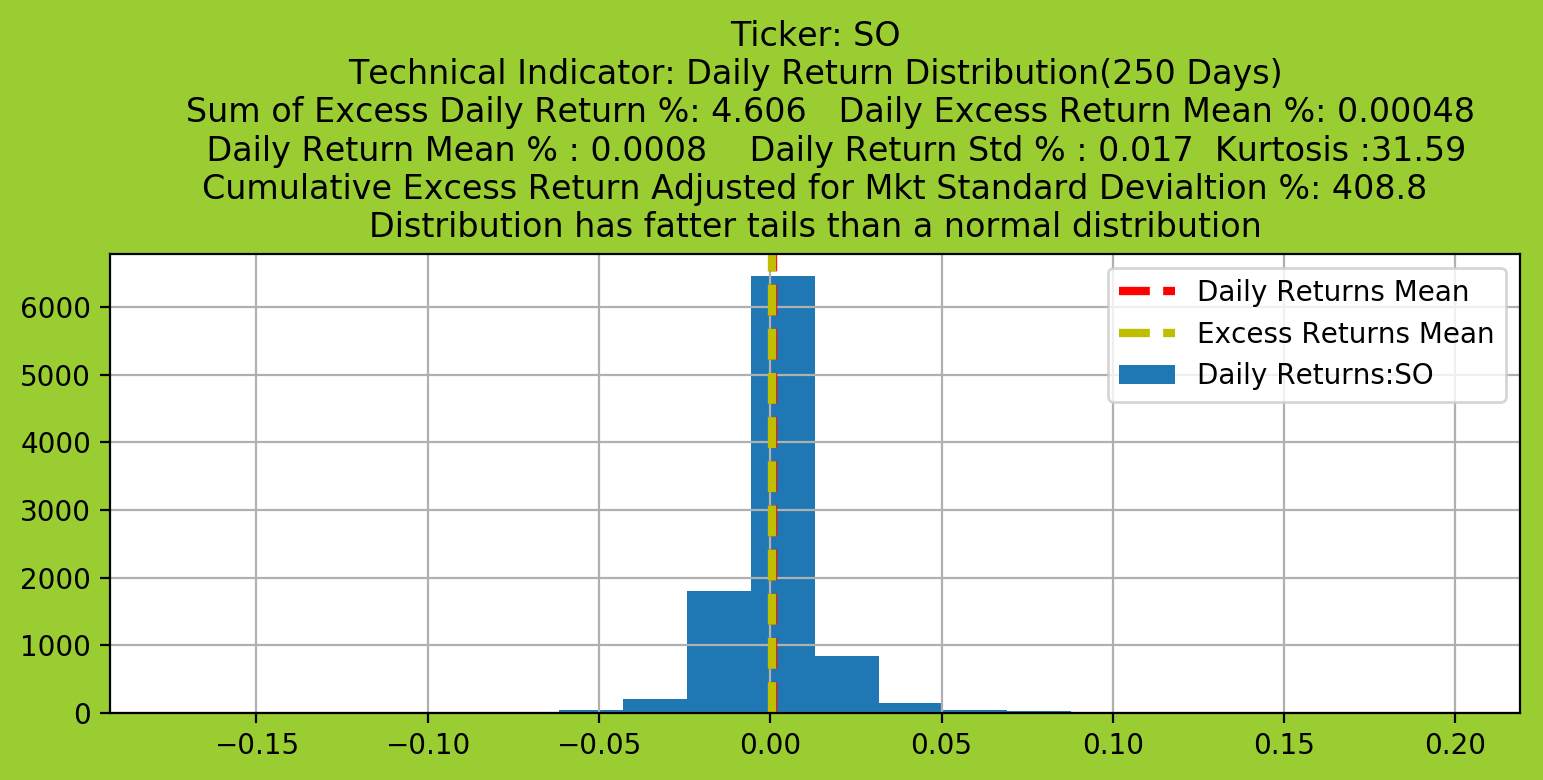 Ticker: SO
Technical Indicator: Daily Return Distribution(250 Days)
Sum of Excess Daily Return %: 4.606   Daily Excess Return Mean %: 0.00048
Daily Return Mean % : 0.0008    Daily Return Std % : 0.017  Kurtosis :31.59
Cumulative Excess Return Adjusted for Mkt Standard Devialtion %: 408.8
Distribution has fatter tails than a normal distribution
Daily Returns Mean
Excess Returns Mean
Daily Returns:SO
6000
5000
4000
3000
2000
1000
0
−0.15 −0.10 −0.05 0.00 0.05 0.10 0.15 0.20